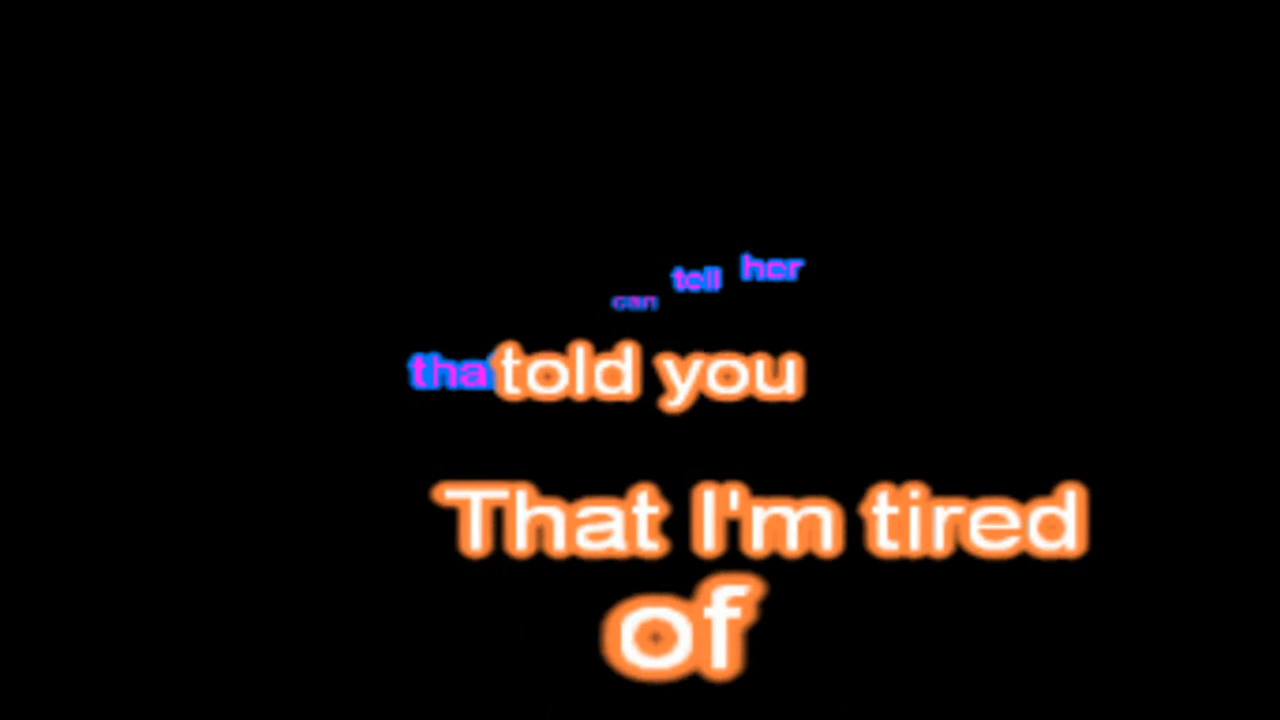 can tell her
that told you
That I'm tired
of